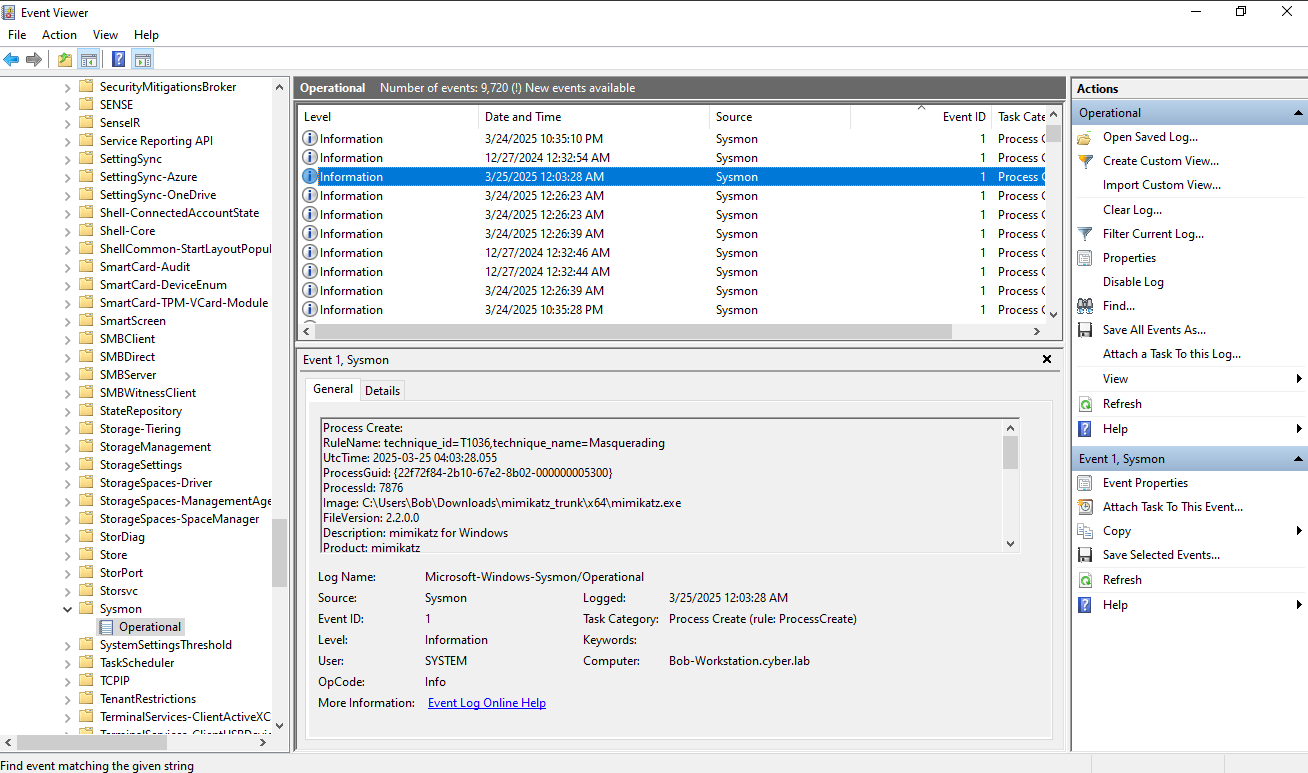 Event Viewer
File Action View Help
SecurityMitigationsBroker
SENSE
SenseIR
Service Reporting API
SettingSync
SettingSync-Azure
SettingSync-OneDrive
Shell-ConnectedAccountState
Shell-Core
ShellCommon-StartLayoutPopul
SmartCard-Audit
SmartCard-DeviceEnum
SmartCard-TPM-VCard-Module
SmartScreen
SMBClient
SMBDirect
SMBServer
SMBWitnessClient
StateRepository
Storage-Tiering
StorageManagement
StorageSettings
StorageSpaces-Driver
StorageSpaces-ManagementAge
StorageSpaces-SpaceManager
StorDiag
Store
StorPort
Storsvc
Sysmon
Operational
SystemSettingsThreshold
TaskScheduler
TCPIP
TenantRestrictions
TerminalServices-ClientActiveXC
TerminalServices-ClientUSBDevi
Operational Number of events: 9,720 (!) New events available
Level Date and Time Source Event ID Task Cate
Information 3/24/2025 10:35:10 PM Sysmon 1 Process C
Information 12/27/2024 12:32:54 AM Sysmon 1 Process C
Information 3/25/2025 12:03:28 AM Sysmon 1 Process C
Information 3/24/2025 12:26:23 AM Sysmon 1 Process C
Information 3/24/2025 12:26:23 AM Sysmon 1 Process C
Information 3/24/2025 12:26:39 AM Sysmon 1 Process C
Information 12/27/2024 12:32:46 AM Sysmon 1 Process C
Information 12/27/2024 12:32:44 AM Sysmon 1 Process C
Information 3/24/2025 12:26:39 AM Sysmon 1 Process C
Information 3/24/2025 10:35:28 PM Sysmon 1 Process C
Event 1, Sysmon
General Details
Process Create:
RuleName: technique_id=T1036,technique_name=Masquerading
UtcTime: 2025-03-25 04:03:28.055
ProcessGuid: {22f72f84-2b10-67e2-8b02-000000005300}
ProcessId: 7876
Image: C:\Users\Bob\Downloads\mimikatz_trunk\x64\mimikatz.exe
FileVersion: 2.2.0.0
Description: mimikatz for Windows
Product: mimikatz
Log Name: Microsoft-Windows-Sysmon/Operational
Source: Sysmon Logged: 3/25/2025 12:03:28 AM
Event ID: 1 Task Category: Process Create (rule: ProcessCreate)
Level: Information Keywords:
User: SYSTEM Computer: Bob-Workstation.cyber.lab
OpCode: Info
More Information: Event Log Online Help
Actions
Operational
Open Saved Log...
Create Custom View...
Import Custom View...
Clear Log...
Filter Current Log...
Properties
Disable Log
Find...
Save All Events As...
Attach a Task To this Log...
View
Refresh
Help
Event 1, Sysmon
Event Properties
Attach Task To This Event...
Copy
Save Selected Events...
Refresh
Help
Find event matching the given string